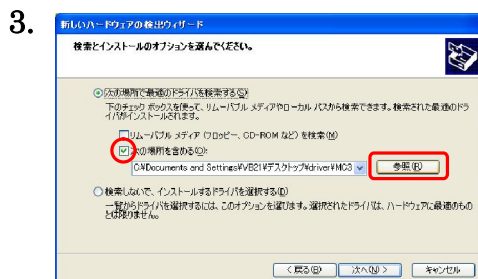 3.
新しいハードウェアの検出ウィザード
検索とインストールのオプションを選んでください。
次の場所で最適のドライバを検索する(S)
下のチェック ボックスを使って、リムーバブル メディアやローカル パスから検索できます。検索された最適のドラ
イバがインストールされます。
リムーバブル メディア (フロッピー、CD-ROM など) を検索(M)
次の場所を含める(O):
C:¥Documents and Settings¥VB21¥デスクトップ¥driver¥MC3
参照(R)
検索しないで、インストールするドライバを選択する(D)
一覧からドライバを選択するには、このオプションを選びます。選択されたドライバは、ハードウェアに最適のもの
とは限りません。
< 戻る(B)
次へ(N) >
キャンセル